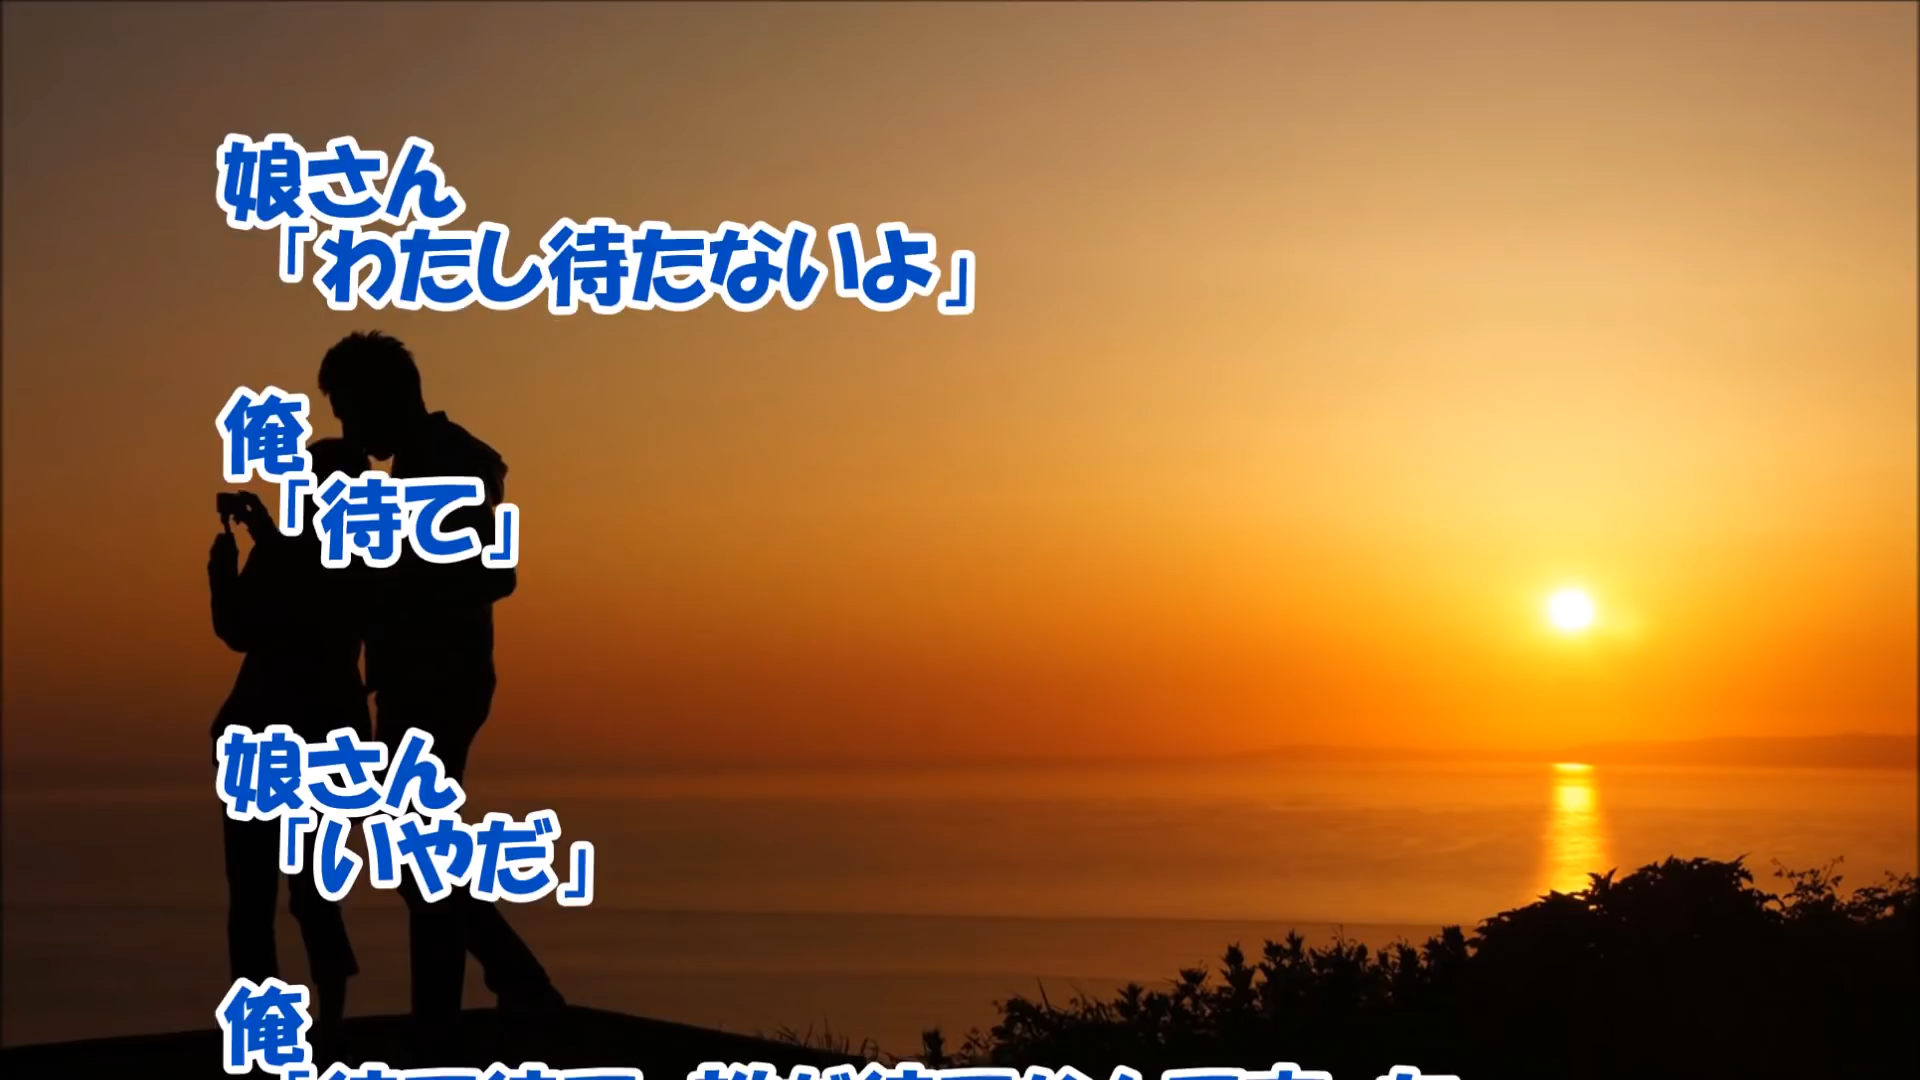 娘さん
「わたし待たないよ」
俺
「待て」
娘さん
「いやだ」
俺